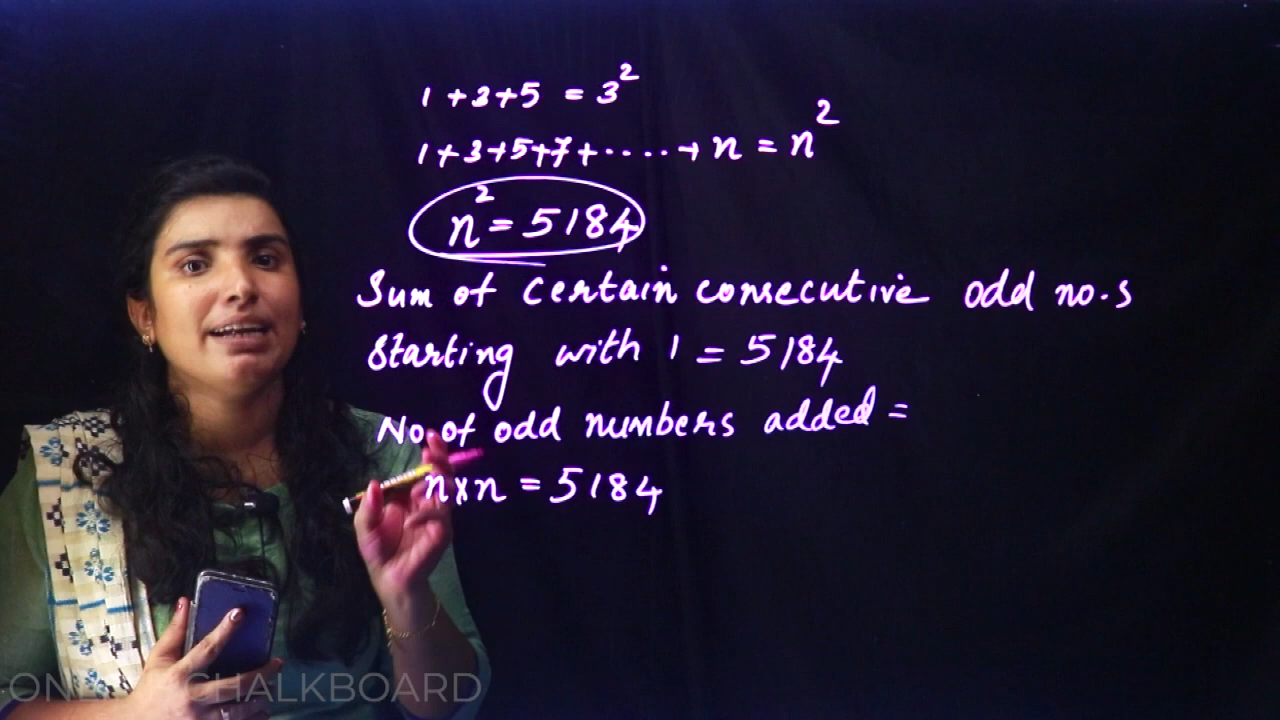 1+3+5 = 3²
1+3+5+7+.....+n = n²
n² = 5184
Sum of certain consecutive odd no.s
Starting with 1 = 5184
No. of odd numbers added =
n×n = 5184
CHALKBOARD